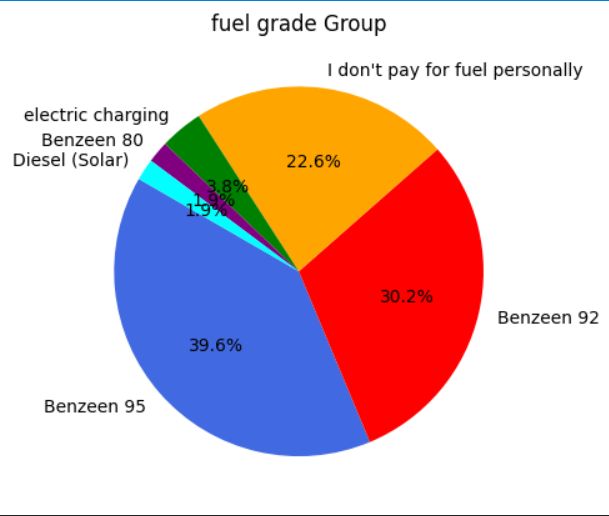 fuel grade Group
I don't pay for fuel personally
electric charging
Benzeen 80
Diesel (Solar)
22.6%
3.8%
1.9%
1.9%
30.2%
Benzeen 92
39.6%
Benzeen 95